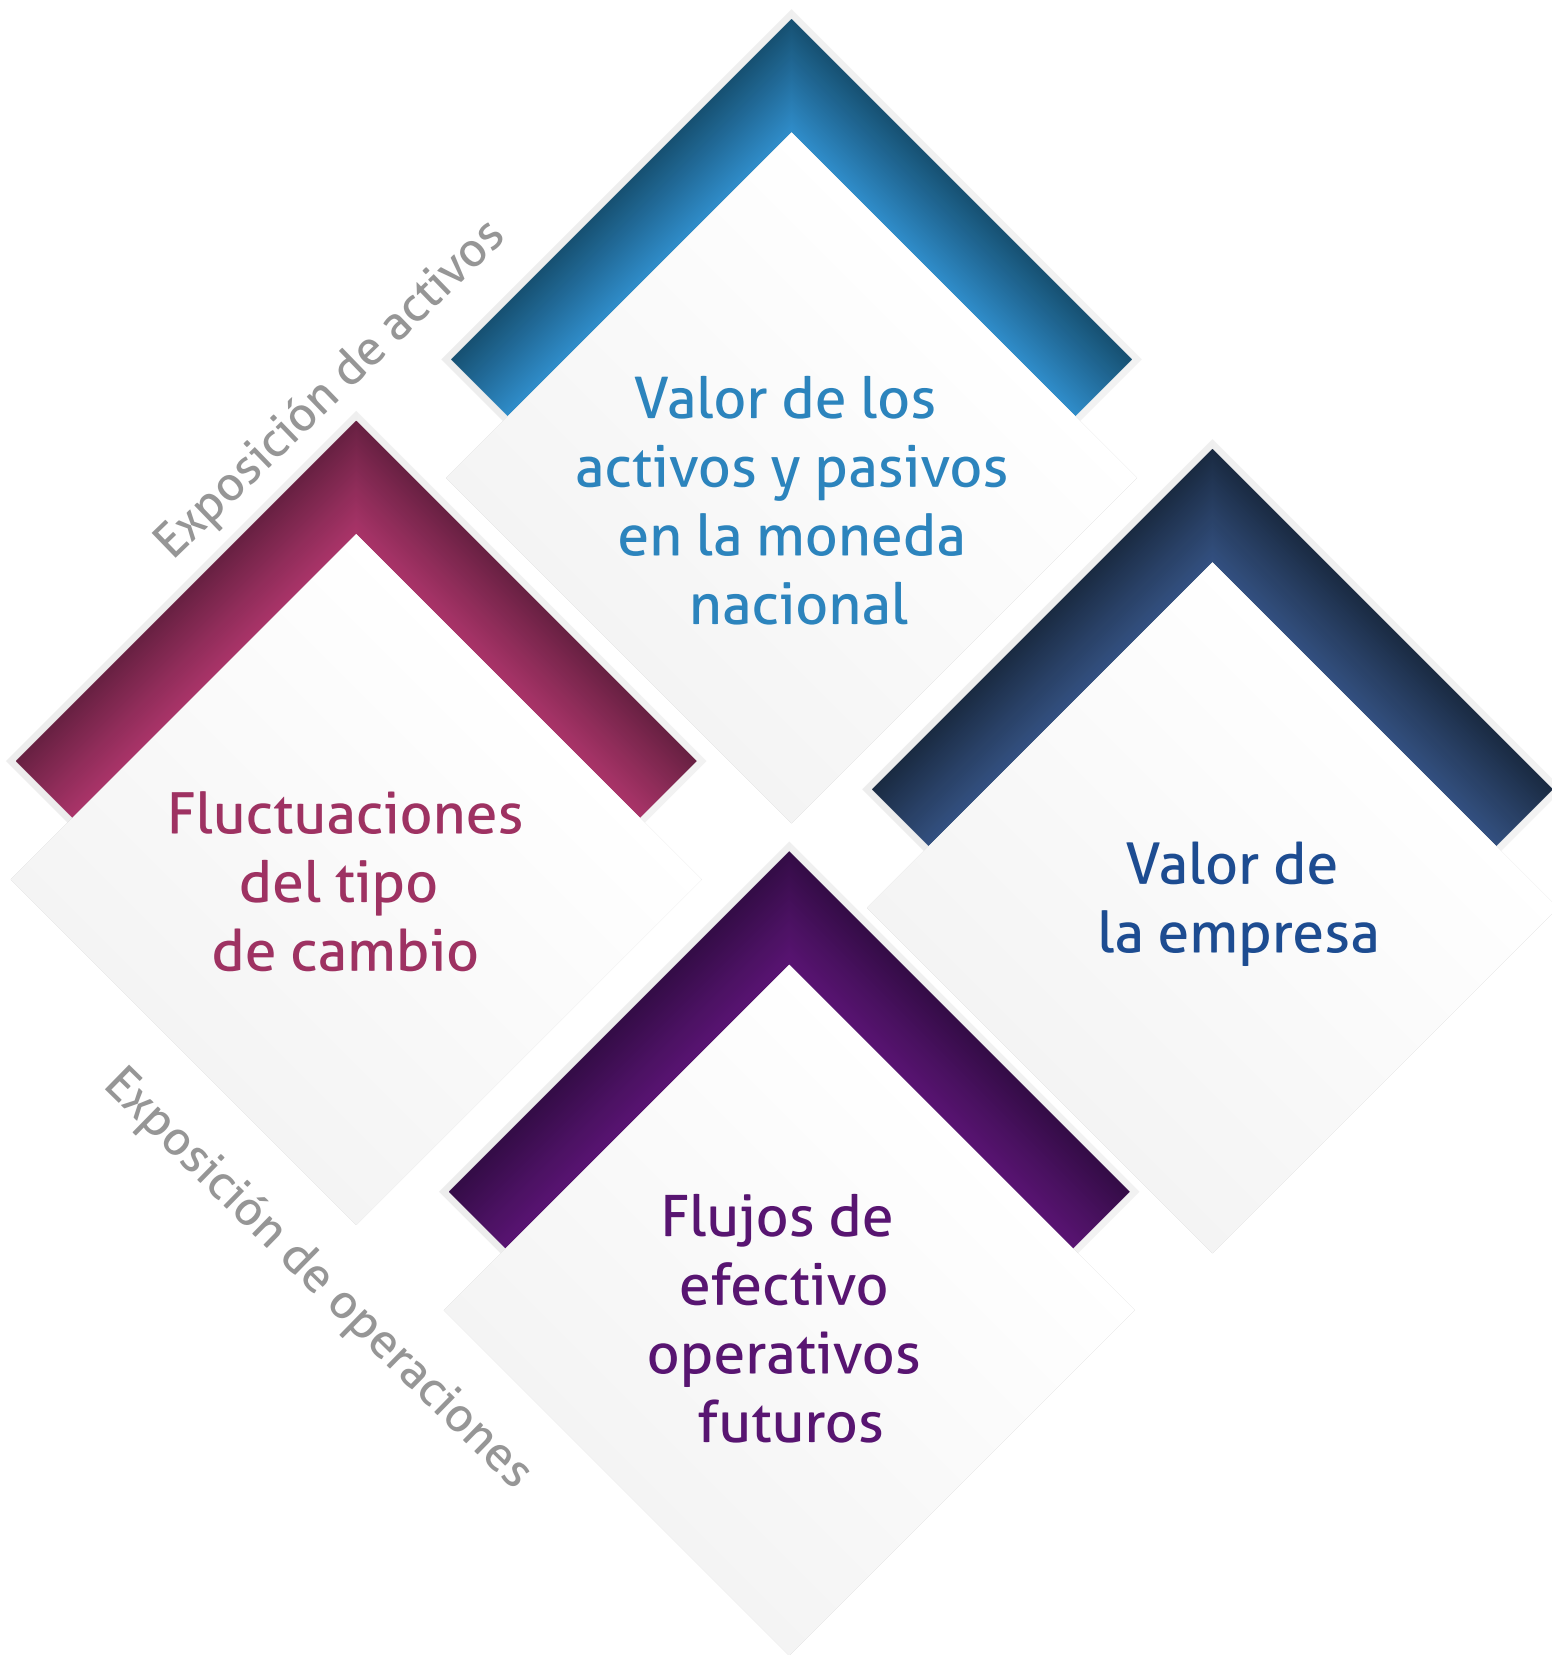 Exposición de activos
Valor de los
activos y pasivos
en la moneda
nacional
Fluctuaciones
del tipo
de cambio
Valor de
la empresa
Exposición de operaciones
Flujos de
efectivo
operativos
futuros